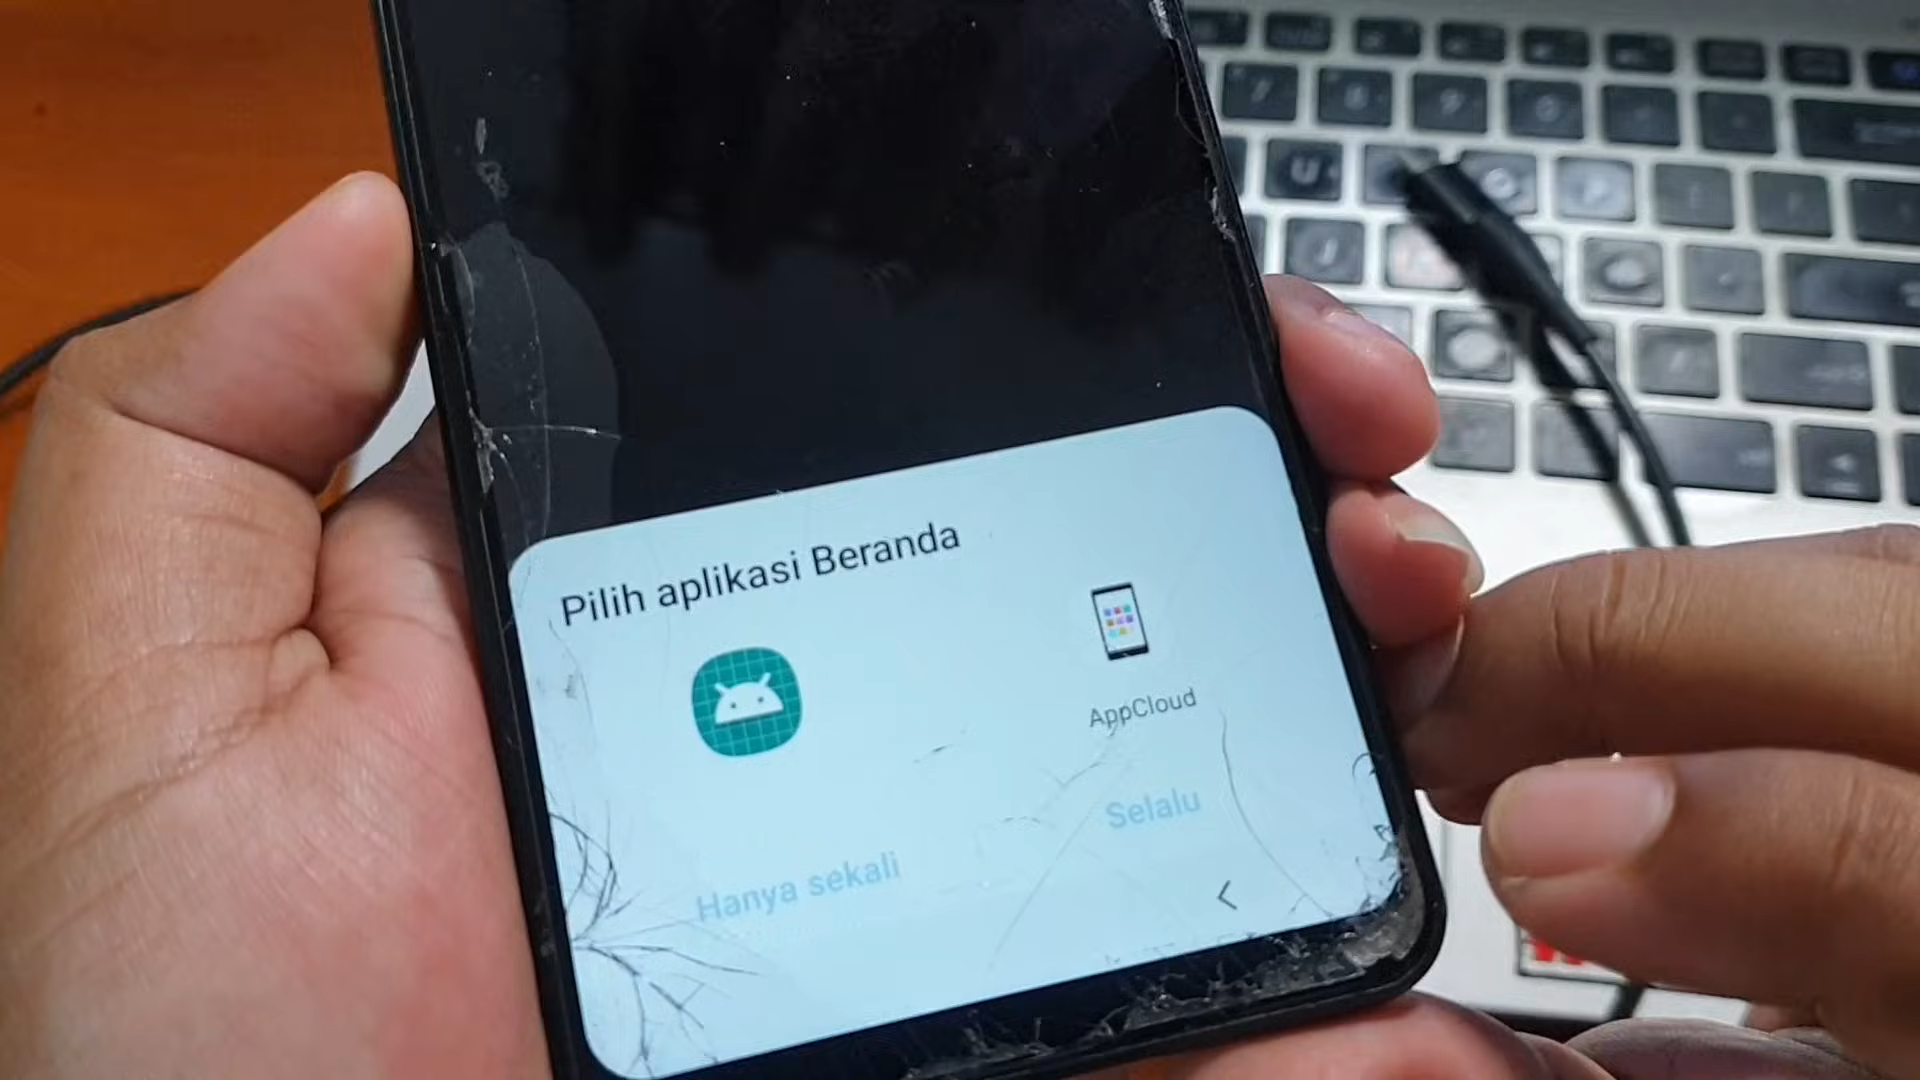 Pilih aplikasi Beranda
AppCloud
Hanya sekali
Selalu
U
J